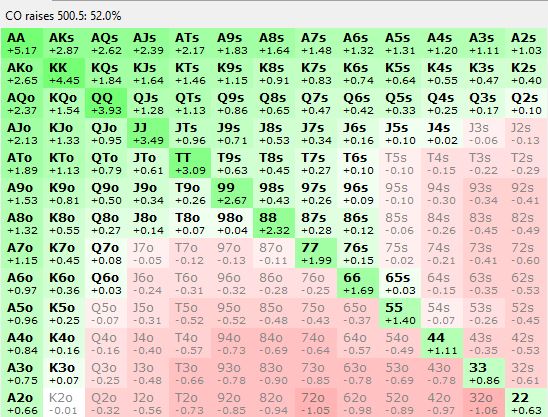 CO raises 500.5: 52.0%
AA AKs AQs AJs ATs A9s A8s A7s A6s A5s A4s A3s A2s
+5.17 +2.87 +2.62 +2.39 +2.17 +1.83 +1.64 +1.48 +1.32 +1.31 +1.20 +1.11 +1.03
AKo KK KQs KJs KTs K9s K8s K7s K6s K5s K4s K3s K2s
+2.65 +4.45 +1.84 +1.64 +1.46 +1.15 +0.91 +0.83 +0.74 +0.64 +0.55 +0.47 +0.40
AQo KQo QQ QJs QTs Q9s Q8s Q7s Q6s Q5s Q4s Q3s Q2s
+2.37 +1.54 +3.93 +1.28 +1.13 +0.86 +0.65 +0.47 +0.42 +0.33 +0.25 +0.17 +0.10
AJo KJo QJo JJ JTs J9s J8s J7s J6s J5s J4s J3s J2s
+2.13 +1.33 +0.95 +3.49 +0.96 +0.71 +0.53 +0.34 +0.16 +0.10 +0.02 -0.06 -0.13
ATo KTo QTo JTo TT T9s T8s T7s T6s T5s T4s T3s T2s
+1.89 +1.13 +0.79 +0.61 +3.09 +0.63 +0.45 +0.27 +0.10 -0.10 -0.15 -0.22 -0.29
A9o K9o Q9o J9o T9o 99 98s 97s 96s 95s 94s 93s 92s
+1.53 +0.81 +0.50 +0.34 +0.26 +2.67 +0.43 +0.26 +0.09 -0.10 -0.30 -0.34 -0.41
A8o K8o Q8o J8o T8o 98o 88 87s 86s 85s 84s 83s 82s
+1.32 +0.55 +0.27 +0.14 +0.07 +0.04 +2.32 +0.28 +0.12 -0.06 -0.26 -0.45 -0.49
A7o K7o Q7o J7o T7o 97o 87o 77 76s 75s 74s 73s 72s
+1.15 +0.45 +0.08 -0.05 -0.12 -0.13 -0.11 +1.99 +0.15 -0.02 -0.21 -0.41 -0.60
A6o K6o Q6o J6o T6o 96o 86o 76o 66 65s 64s 63s 62s
+0.97 +0.36 +0.03 -0.24 -0.31 -0.32 -0.28 -0.25 +1.69 +0.03 -0.15 -0.35 -0.53
A5o K5o Q5o J5o T5o 95o 85o 75o 65o 55 54s 53s 52s
+0.96 +0.25 -0.07 -0.31 -0.52 -0.52 -0.48 -0.43 -0.37 +1.40 -0.07 -0.26 -0.45
A4o K4o Q4o J4o T4o 94o 84o 74o 64o 54o 44 43s 42s
+0.84 +0.16 -0.16 -0.40 -0.57 -0.73 -0.69 -0.64 -0.57 -0.49 +1.11 -0.35 -0.53
A3o K3o Q3o J3o T3o 93o 83o 73o 63o 53o 43o 33 32s
+0.75 +0.07 -0.25 -0.48 -0.66 -0.78 -0.90 -0.85 -0.78 -0.69 -0.78 +0.86 -0.61
A2o K2o Q2o J2o T2o 92o 82o 72o 62o 52o 42o 32o 22
+0.66 -0.01 -0.32 -0.56 -0.73 -0.85 -0.94 -1.05 -0.98 -0.89 -0.97 -1.06 +0.63